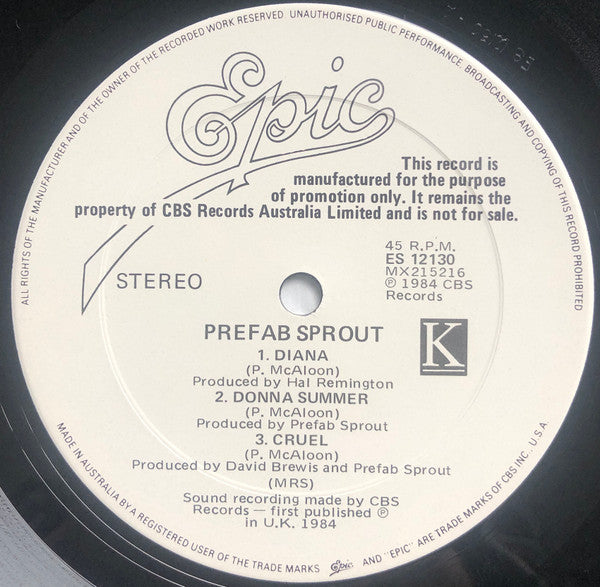 ALL RIGHTS OF THE MANUFACTURER AND OF THE OWNER OF THE RECORDED WORK RESERVED UNAUTHORISED PUBLIC PERFORMANCE, BROADCASTING AND COPYING OF THIS RECORD PROHIBITED
Epic
This record is
manufactured for the purpose
of promotion only. It remains the
property of CBS Records Australia Limited and is not for sale.
STEREO
45 R.P.M.
ES 12130
MX215216
℗ 1984 CBS
Records
K
PREFAB SPROUT
1. DIANA
(P. McAloon)
Produced by Hal Remington
2. DONNA SUMMER
(P. McAloon)
Produced by Prefab Sprout
3. CRUEL
(P. McAloon)
Produced by David Brewis and Prefab Sprout
(MRS)
Sound recording made by CBS
Records — first published ℗
in U.K. 1984
MADE IN AUSTRALIA BY A REGISTERED USER OF THE TRADE MARKS Epic AND "EPIC" ARE TRADE MARKS OF CBS INC. U.S.A.